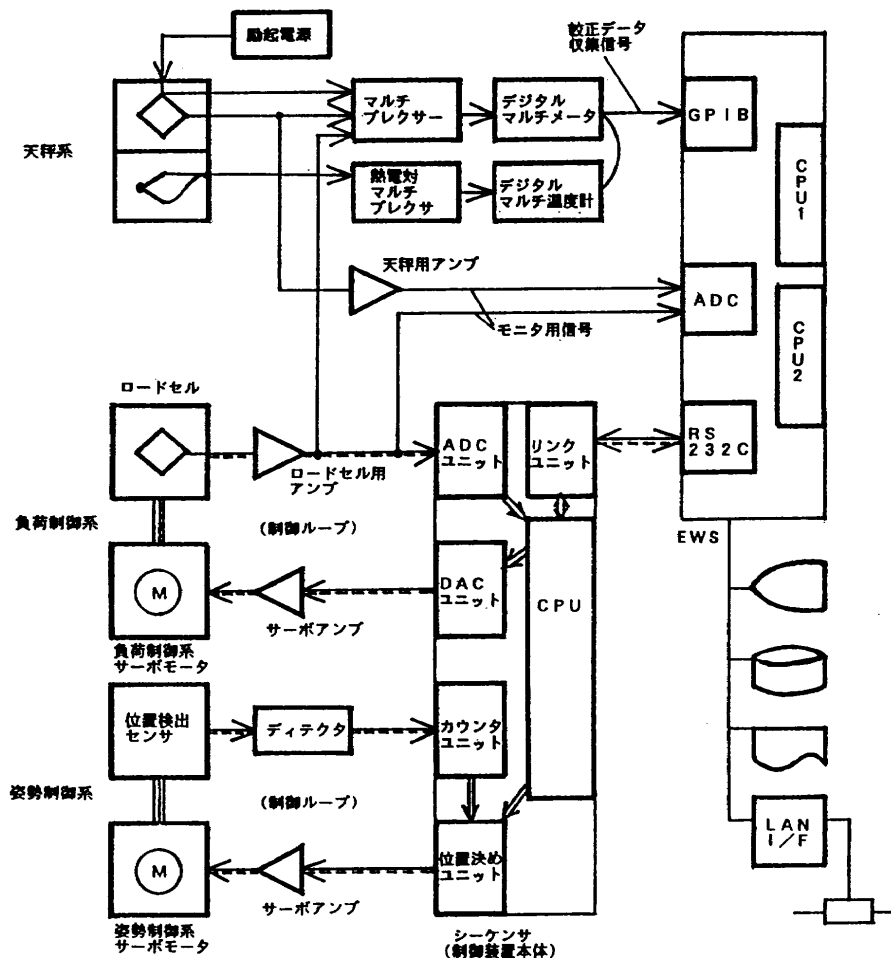 励起電源
較正データ
収集信号
マルチ
プレクサー
デジタル
マルチメータ
GPIB
天秤系
熱電対
マルチ
プレクサ
デジタル
マルチ温度計
CPU1
天秤用アンプ
ADC
モニタ用信号
CPU2
ロードセル
ADC
ユニット
リンク
ユニット
RS
232C
ロードセル用
アンプ
負荷制御系
(制御ループ)
EWS
M
サーボアンプ
DAC
ユニット
CPU
負荷制御系
サーボモータ
位置検出
センサ
ディテクタ
カウンタ
ユニット
姿勢制御系
(制御ループ)
LAN
I/F
M
サーボアンプ
位置決め
ユニット
姿勢制御系
サーボモータ
シーケンサ
(制御装置本体)